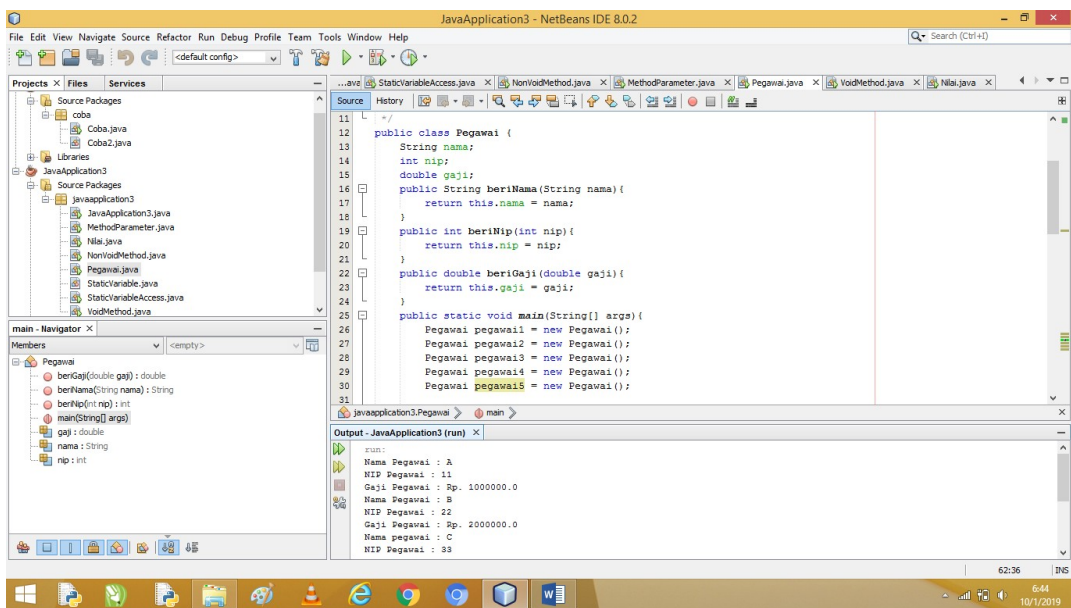 JavaApplication3 - NetBeans IDE 8.0.2
File Edit View Navigate Source Refactor Run Debug Profile Team Tools Window Help
Search (Ctrl+I)
<default config>
Projects Files Services
Source Packages
coba
Coba.java
Coba2.java
Libraries
JavaApplication3
Source Packages
javaapplication3
JavaApplication3.java
MethodParameter.java
Nilai.java
NonVoidMethod.java
Pegawai.java
StaticVariable.java
StaticVariableAccess.java
VoidMethod.java
main - Navigator
Members <empty>
Pegawai
beriGaji(double gaji) : double
beriNama(String nama) : String
beriNip(int nip) : int
main(String[] args)
gaji : double
nama : String
nip : int
...ava StaticVariableAccess.java NonVoidMethod.java MethodParameter.java Pegawai.java VoidMethod.java Nilai.java
Source History
11 */
12 public class Pegawai {
13 String nama;
14 int nip;
15 double gaji;
16 public String beriNama(String nama){
17 return this.nama = nama;
18 }
19 public int beriNip(int nip){
20 return this.nip = nip;
21 }
22 public double beriGaji(double gaji){
23 return this.gaji = gaji;
24 }
25 public static void main(String[] args){
26 Pegawai pegawai1 = new Pegawai();
27 Pegawai pegawai2 = new Pegawai();
28 Pegawai pegawai3 = new Pegawai();
29 Pegawai pegawai4 = new Pegawai();
30 Pegawai pegawai5 = new Pegawai();
31
javaapplication3.Pegawai main
Output - JavaApplication3 (run)
run:
Nama Pegawai : A
NIP Pegawai : 11
Gaji Pegawai : Rp. 1000000.0
Nama Pegawai : B
NIP Pegawai : 22
Gaji Pegawai : Rp. 2000000.0
Nama pegawai : C
NIP Pegawai : 33
62:36 INS
6:44
10/1/2019